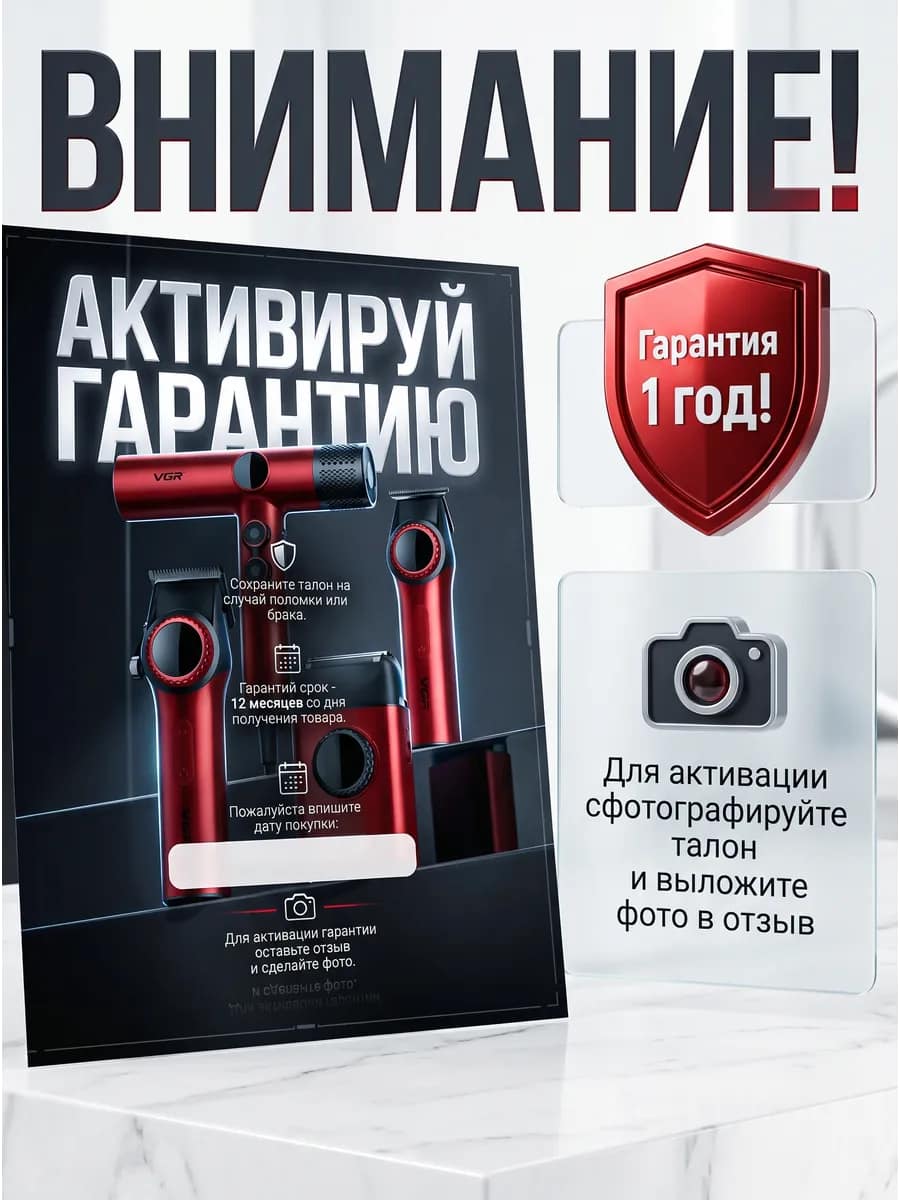 ВНИМАНИЕ!
АКТИВИРУЙ
ГАРАНТИЮ
VGR
Сохраните талон на
случай поломки или
брака.
Гарантий срок -
12 месяцев со дня
получения товара.
Пожалуйста впишите
дату покупки:
Для активации гарантии
оставьте отзыв
и сделайте фото.
Гарантия
1 год!
Для активации
сфотографируйте
талон
и выложите
фото в отзыв